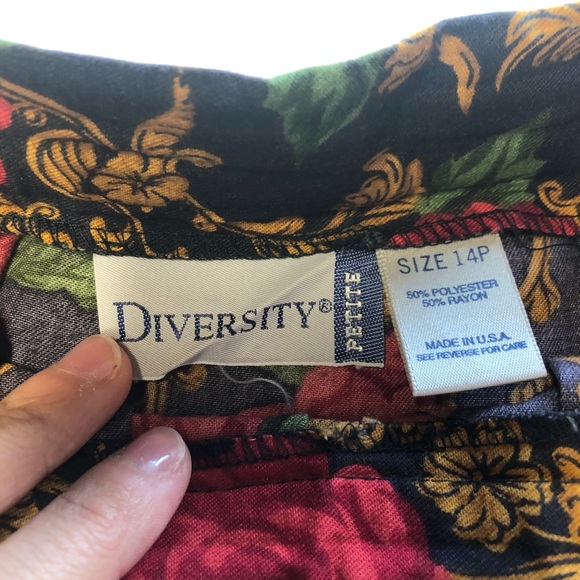 DIVERSITY®
PETITE
SIZE 14P
50% POLYESTER
50% RAYON
MADE IN U.S.A.
SEE REVERSE FOR CARE